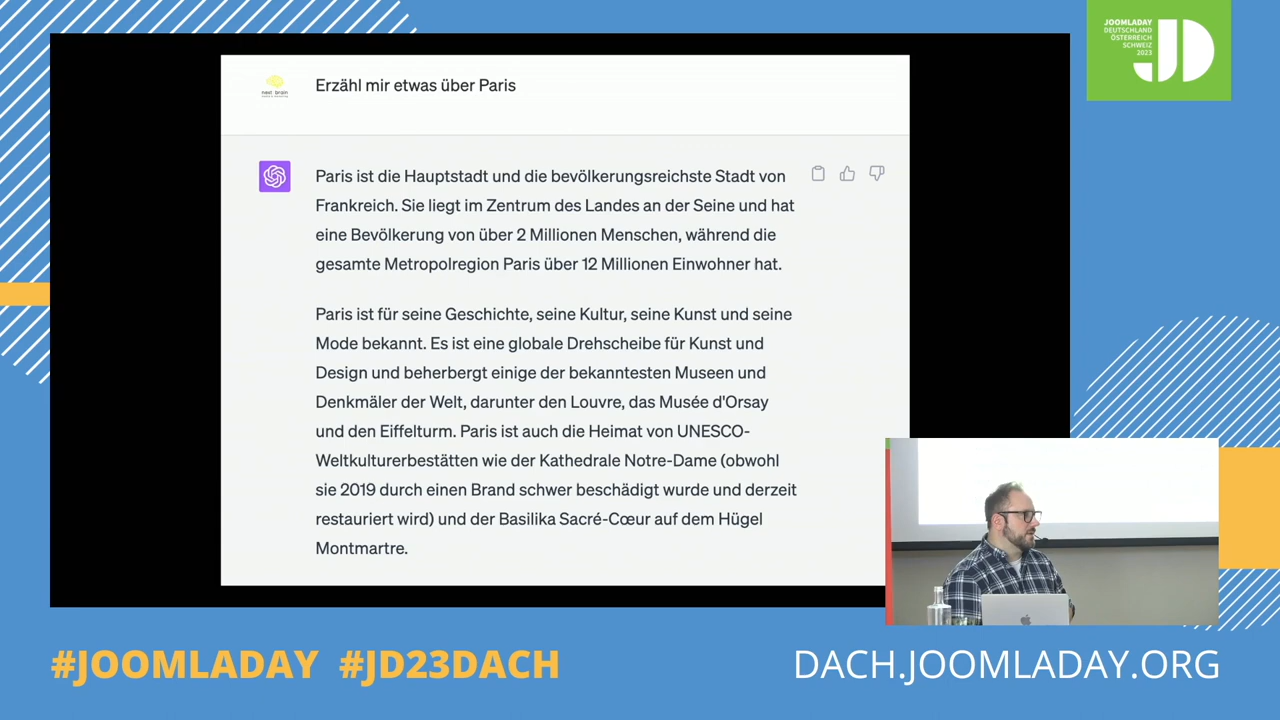 JOOMLADAY
DEUTSCHLAND
ÖSTERREICH
SCHWEIZ
2023
JD
Erzähl mir etwas über Paris
Paris ist die Hauptstadt und die bevölkerungsreichste Stadt von
Frankreich. Sie liegt im Zentrum des Landes an der Seine und hat
eine Bevölkerung von über 2 Millionen Menschen, während die
gesamte Metropolregion Paris über 12 Millionen Einwohner hat.
Paris ist für seine Geschichte, seine Kultur, seine Kunst und seine
Mode bekannt. Es ist eine globale Drehscheibe für Kunst und
Design und beherbergt einige der bekanntesten Museen und
Denkmäler der Welt, darunter den Louvre, das Musée d'Orsay
und den Eiffelturm. Paris ist auch die Heimat von UNESCO-
Weltkulturerbestätten wie der Kathedrale Notre-Dame (obwohl
sie 2019 durch einen Brand schwer beschädigt wurde und derzeit
restauriert wird) und der Basilika Sacré-Cœur auf dem Hügel
Montmartre.
#JOOMLADAY #JD23DACH
DACH.JOOMLADAY.ORG